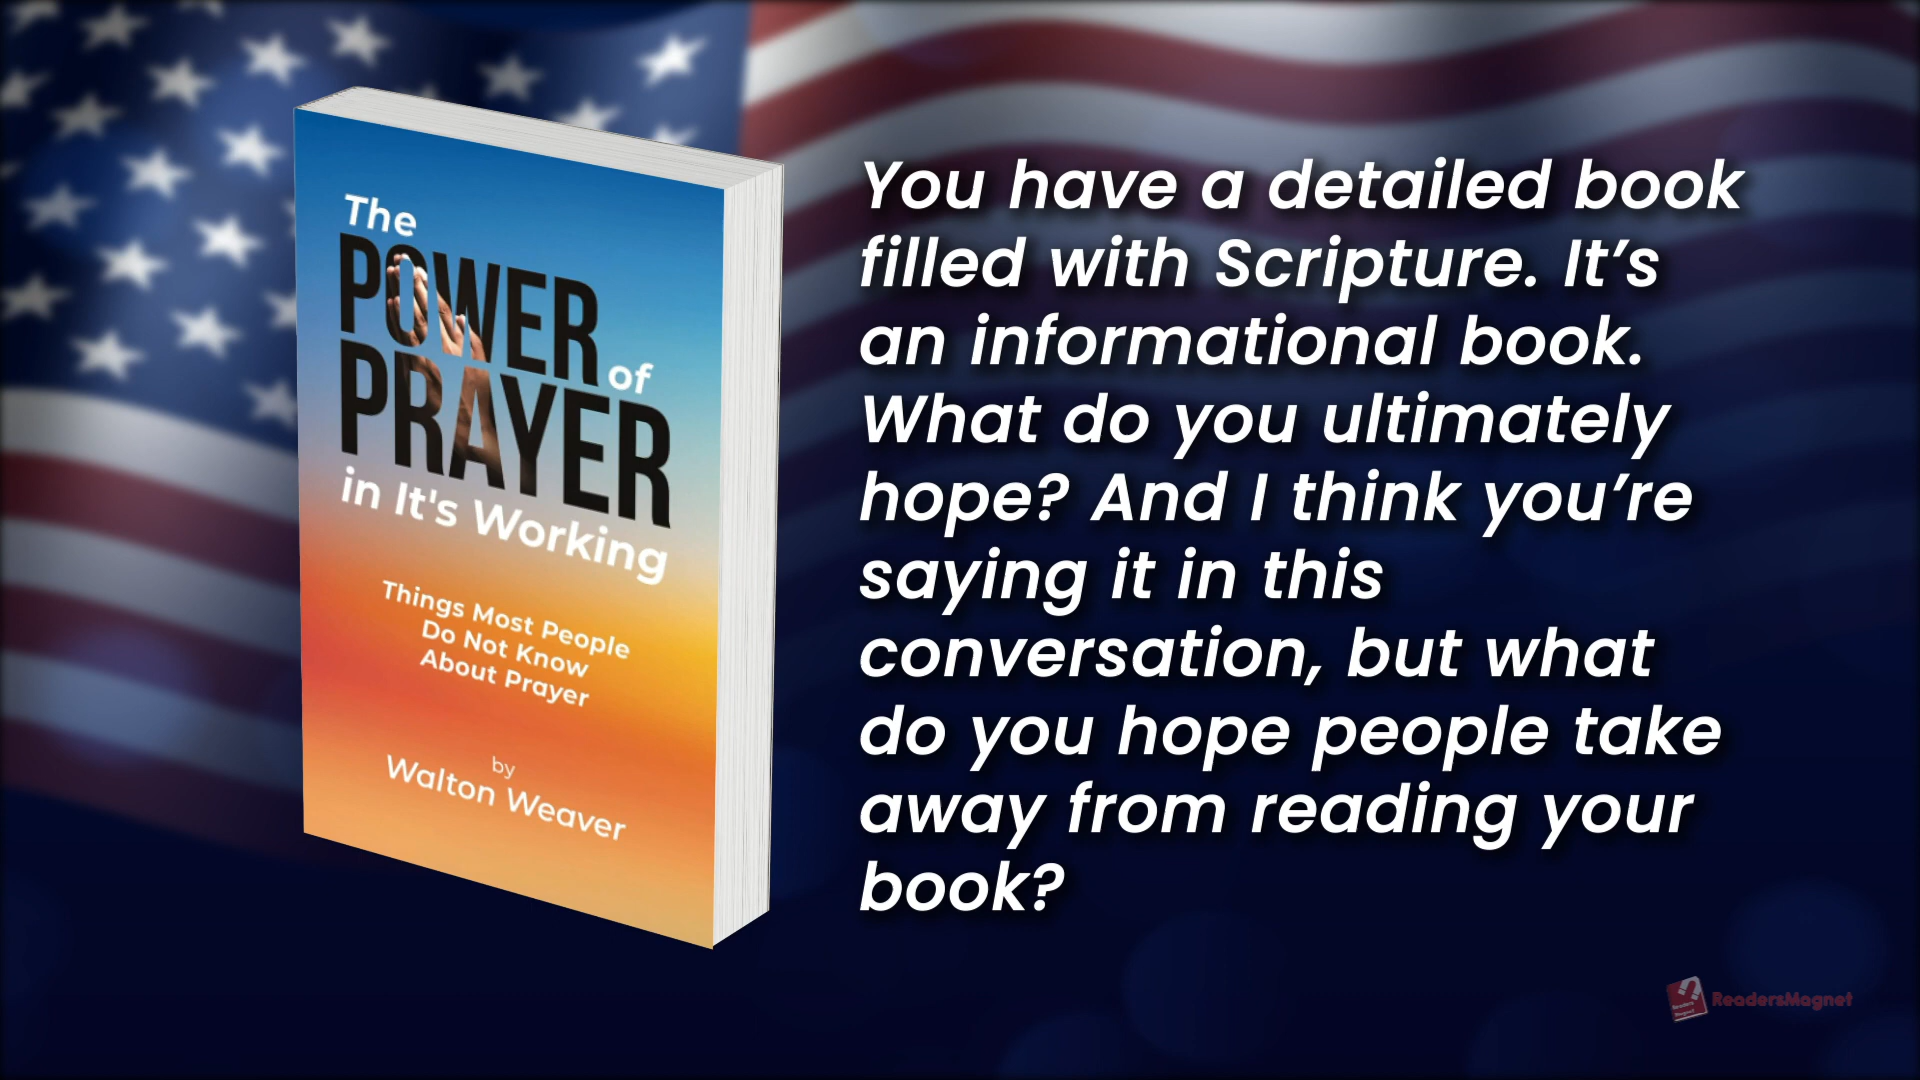 The
POWER of
PRAYER
in It's Working
Things Most People
Do Not Know
About Prayer
by
Walton Weaver
You have a detailed book
filled with Scripture. It’s
an informational book.
What do you ultimately
hope? And I think you’re
saying it in this
conversation, but what
do you hope people take
away from reading your
book?
Readers
Magnet
ReadersMagnet